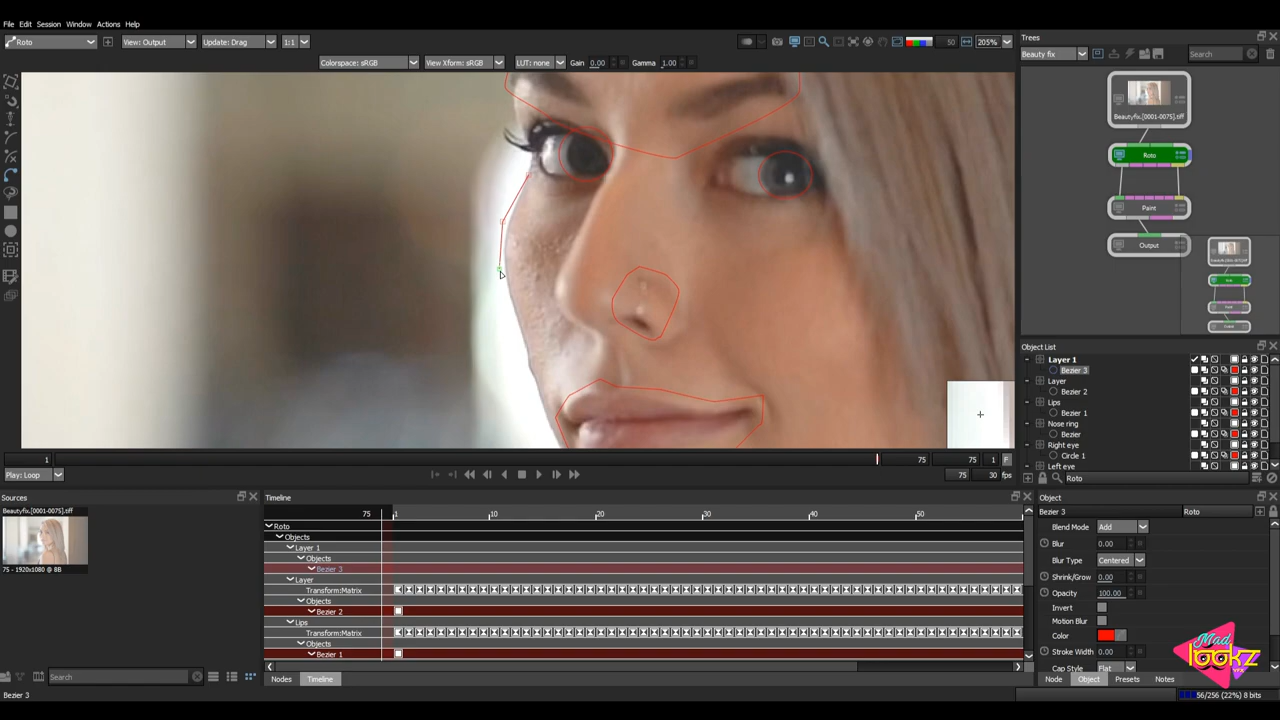 File Edit Session Window Actions Help
Roto View: Output Update: Drag 1:1 50 205%
Colorspace: sRGB View Xform: sRGB LUT: none Gain 0.00 Gamma 1.00
Trees
Beauty fix Search
Beautyfix.[0001-0075].tiff
Roto
Paint
Output
Object List
Layer 1
Bezier 3
Layer
Bezier 2
Lips
Bezier 1
Nose ring
Bezier
Right eye
Circle 1
Left eye
Roto
1 75 75 1 F
Play: Loop 75 30 fps
Sources
Beautyfix.[0001-0075].tiff
75 - 1920x1080 @ 8B
Search
Timeline
75 1 10 20 30 40 50
Roto
Objects
Layer 1
Objects
Bezier 3
Layer
Transform:Matrix
Objects
Bezier 2
Lips
Transform:Matrix
Objects
Bezier 1
Nodes Timeline
Object
Bezier 3 Roto
Blend Mode Add
Blur 0.00
Blur Type Centered
Shrink/Grow 0.00
Opacity 100.00
Invert
Motion Blur
Color
Stroke Width 0.00
Cap Style Flat
Node Object Presets Notes
Mad
lookz
Bezier 3
56/256 (22%) 8 bits